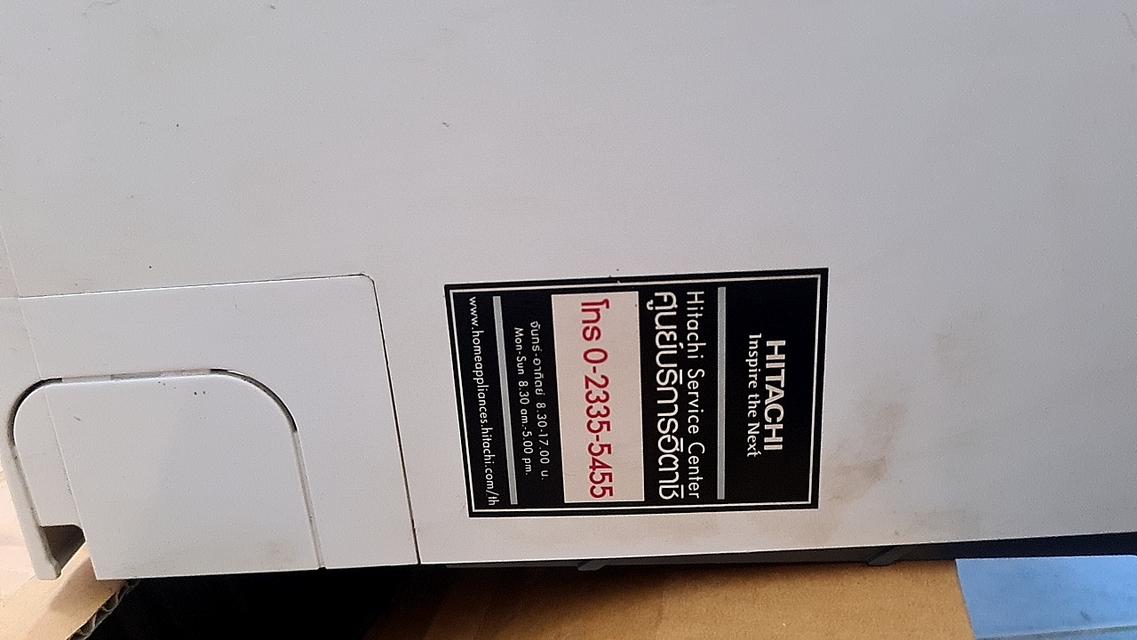 HITACHI
Inspire the Next
Hitachi Service Center
ศูนย์บริการฮิตาชิ
โทร 0-2335-5455
จันทร์-อาทิตย์ 8.30-17.00 น.
Mon-Sun 8.30 am.-5.00 pm.
www.homeappliances.hitachi.com/th